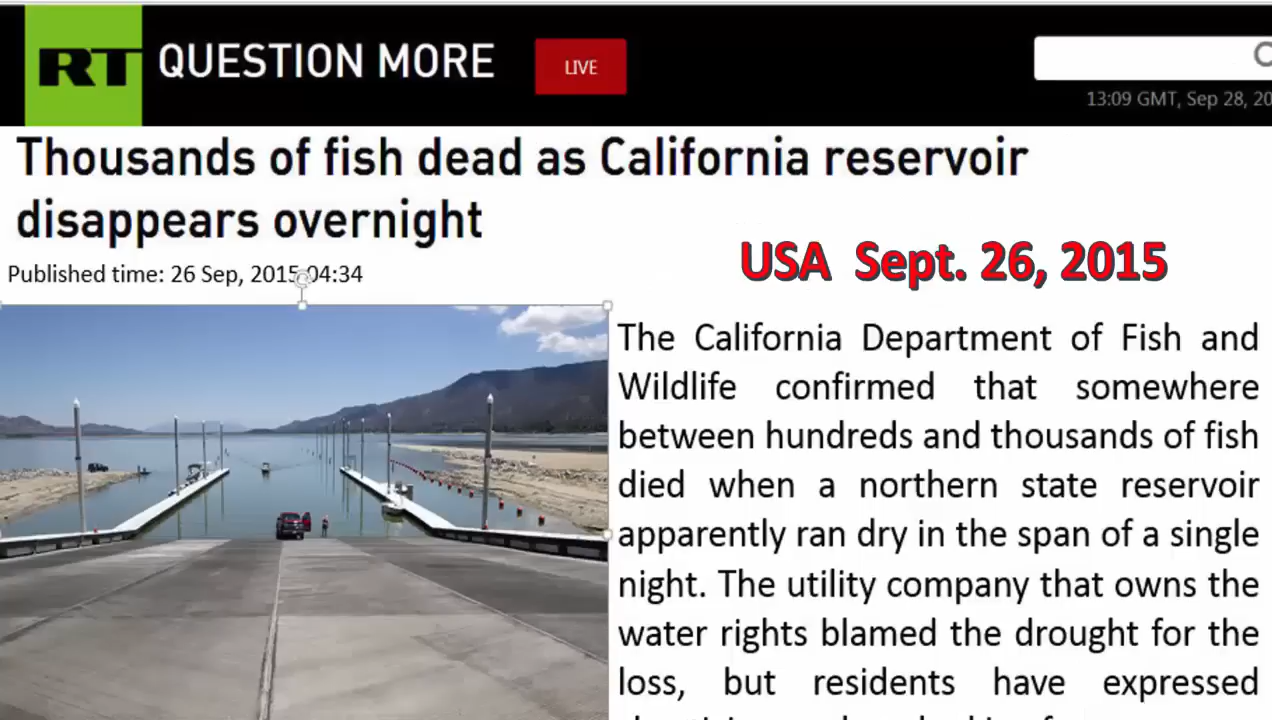 RT QUESTION MORE LIVE
13:09 GMT, Sep 28, 20
Thousands of fish dead as California reservoir
disappears overnight
Published time: 26 Sep, 2015 04:34
USA Sept. 26, 2015
The California Department of Fish and
Wildlife confirmed that somewhere
between hundreds and thousands of fish
died when a northern state reservoir
apparently ran dry in the span of a single
night. The utility company that owns the
water rights blamed the drought for the
loss, but residents have expressed